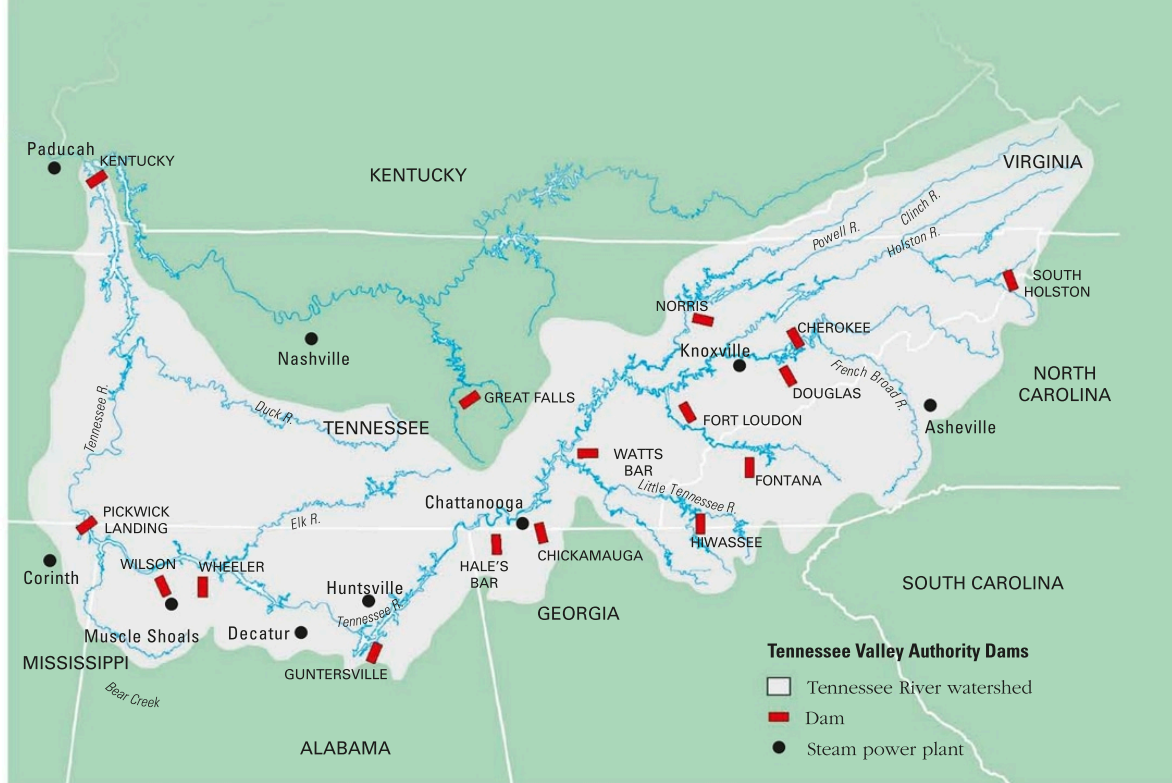 Paducah
KENTUCKY
KENTUCKY
VIRGINIA
Powell R.
Clinch R.
Holston R.
SOUTH
HOLSTON
NORRIS
CHEROKEE
Knoxville
Nashville
DOUGLAS
French Broad R.
NORTH
CAROLINA
Tennessee R.
Duck R.
TENNESSEE
GREAT FALLS
FORT LOUDON
Asheville
WATTS
BAR
FONTANA
Little Tennessee R.
Chattanooga
PICKWICK
LANDING
Elk R.
HIWASSEE
CHICKAMAUGA
HALE'S
BAR
WILSON
WHEELER
Corinth
Huntsville
Tennessee R.
GEORGIA
SOUTH CAROLINA
Muscle Shoals
Decatur
MISSISSIPPI
GUNTERSVILLE
Bear Creek
ALABAMA
Tennessee Valley Authority Dams
Tennessee River watershed
Dam
Steam power plant